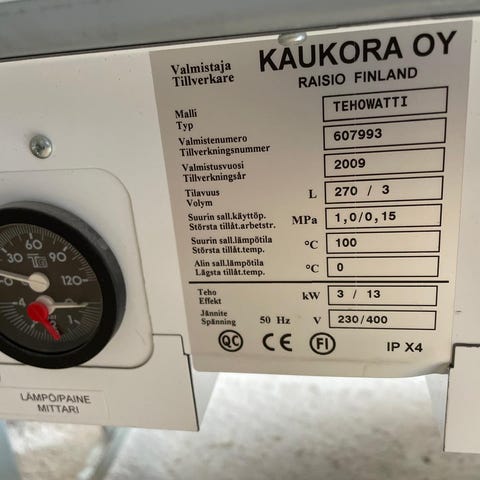 Valmistaja
Tillverkare
KAUKORA OY
RAISIO FINLAND
Malli
Typ
TEHOWATTI
Valmistenumero
Tillverkningsnummer
607993
Valmistusvuosi
Tillverkningsår
2009
Tilavuus
Volym
L 270 / 3
Suurin sall.käyttöp.
Största tillåt.arbetstr.
MPa 1,0/0,15
Suurin sall.lämpötila
Största tillåt.temp.
°C 100
Alin sall.lämpötila
Lägsta tillåt.temp.
°C 0
Teho
Effekt
kW 3 / 13
Jännite
Spänning
50 Hz V 230/400
QC CE FI IP X4
30 60 90 120
LÄMPÖ/PAINE
MITTARI